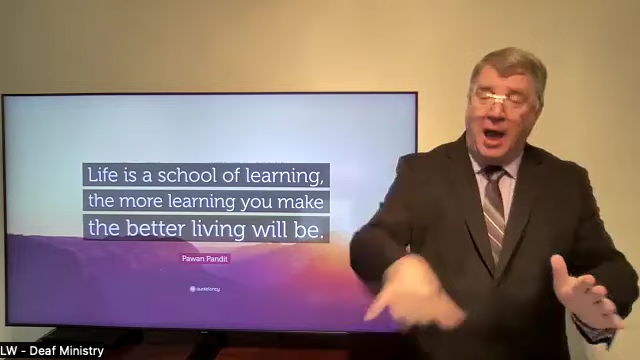 Life is a school of learning,
the more learning you make
the better living will be.
Pawan Pandit
quotefancy
LW - Deaf Ministry